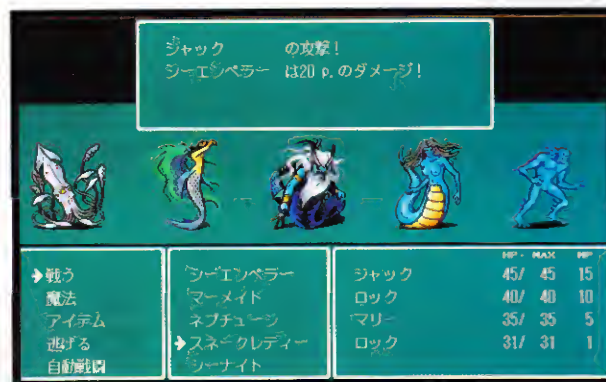 ジャック の攻撃!
シーエンペラー は20 p.のダメージ!
戦う
魔法
アイテム
逃げる
自動戦闘
シーエンペラー
マーメイド
ネプチューン
スネークレディー
シーナイト
HP・ MAX MP
ジャック 45/ 45 15
ロック 40/ 40 10
マリー 35/ 35 5
ロック 31/ 31 1